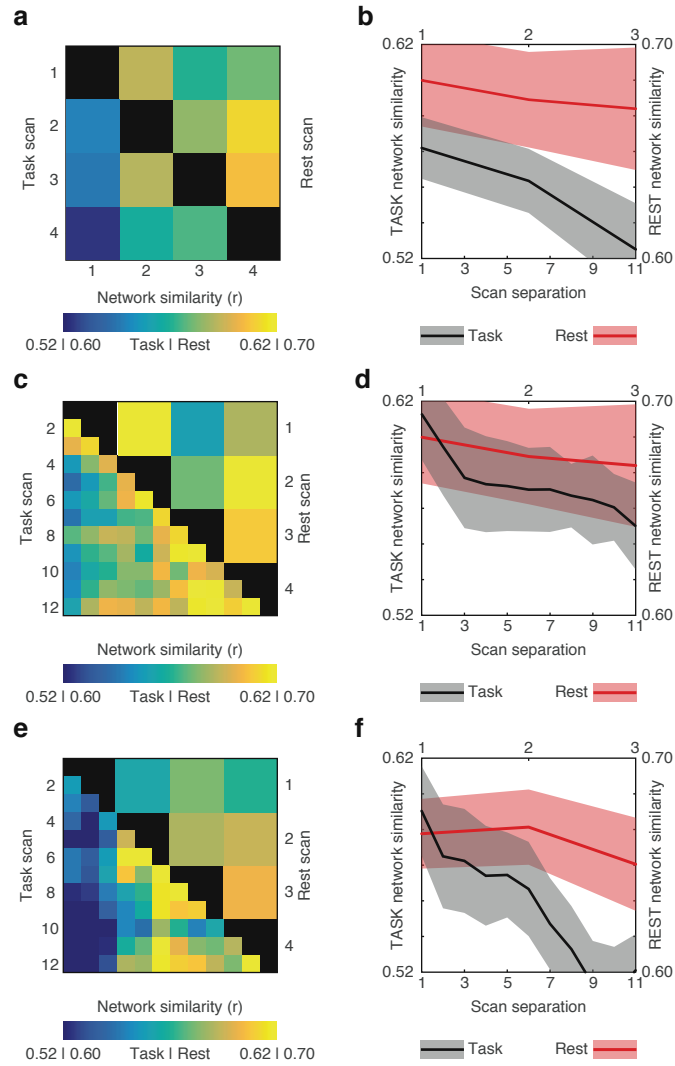 a
1
2
3
4
Task scan
Rest scan
1 2 3 4
Network similarity (r)
0.52 | 0.60 Task | Rest 0.62 | 0.70
b
1 2 3
0.62 0.70
TASK network similarity
REST network similarity
0.52 0.60
1 3 5 7 9 11
Scan separation
Task Rest
c
2
4
6
8
10
12
Task scan
1
2
3
4
Rest scan
Network similarity (r)
0.52 | 0.60 Task | Rest 0.62 | 0.70
d
1 2 3
0.62 0.70
TASK network similarity
REST network similarity
0.52 0.60
1 3 5 7 9 11
Scan separation
Task Rest
e
2
4
6
8
10
12
Task scan
1
2
3
4
Rest scan
Network similarity (r)
0.52 | 0.60 Task | Rest 0.62 | 0.70
f
1 2 3
0.62 0.70
TASK network similarity
REST network similarity
0.52 0.60
1 3 5 7 9 11
Scan separation
Task Rest